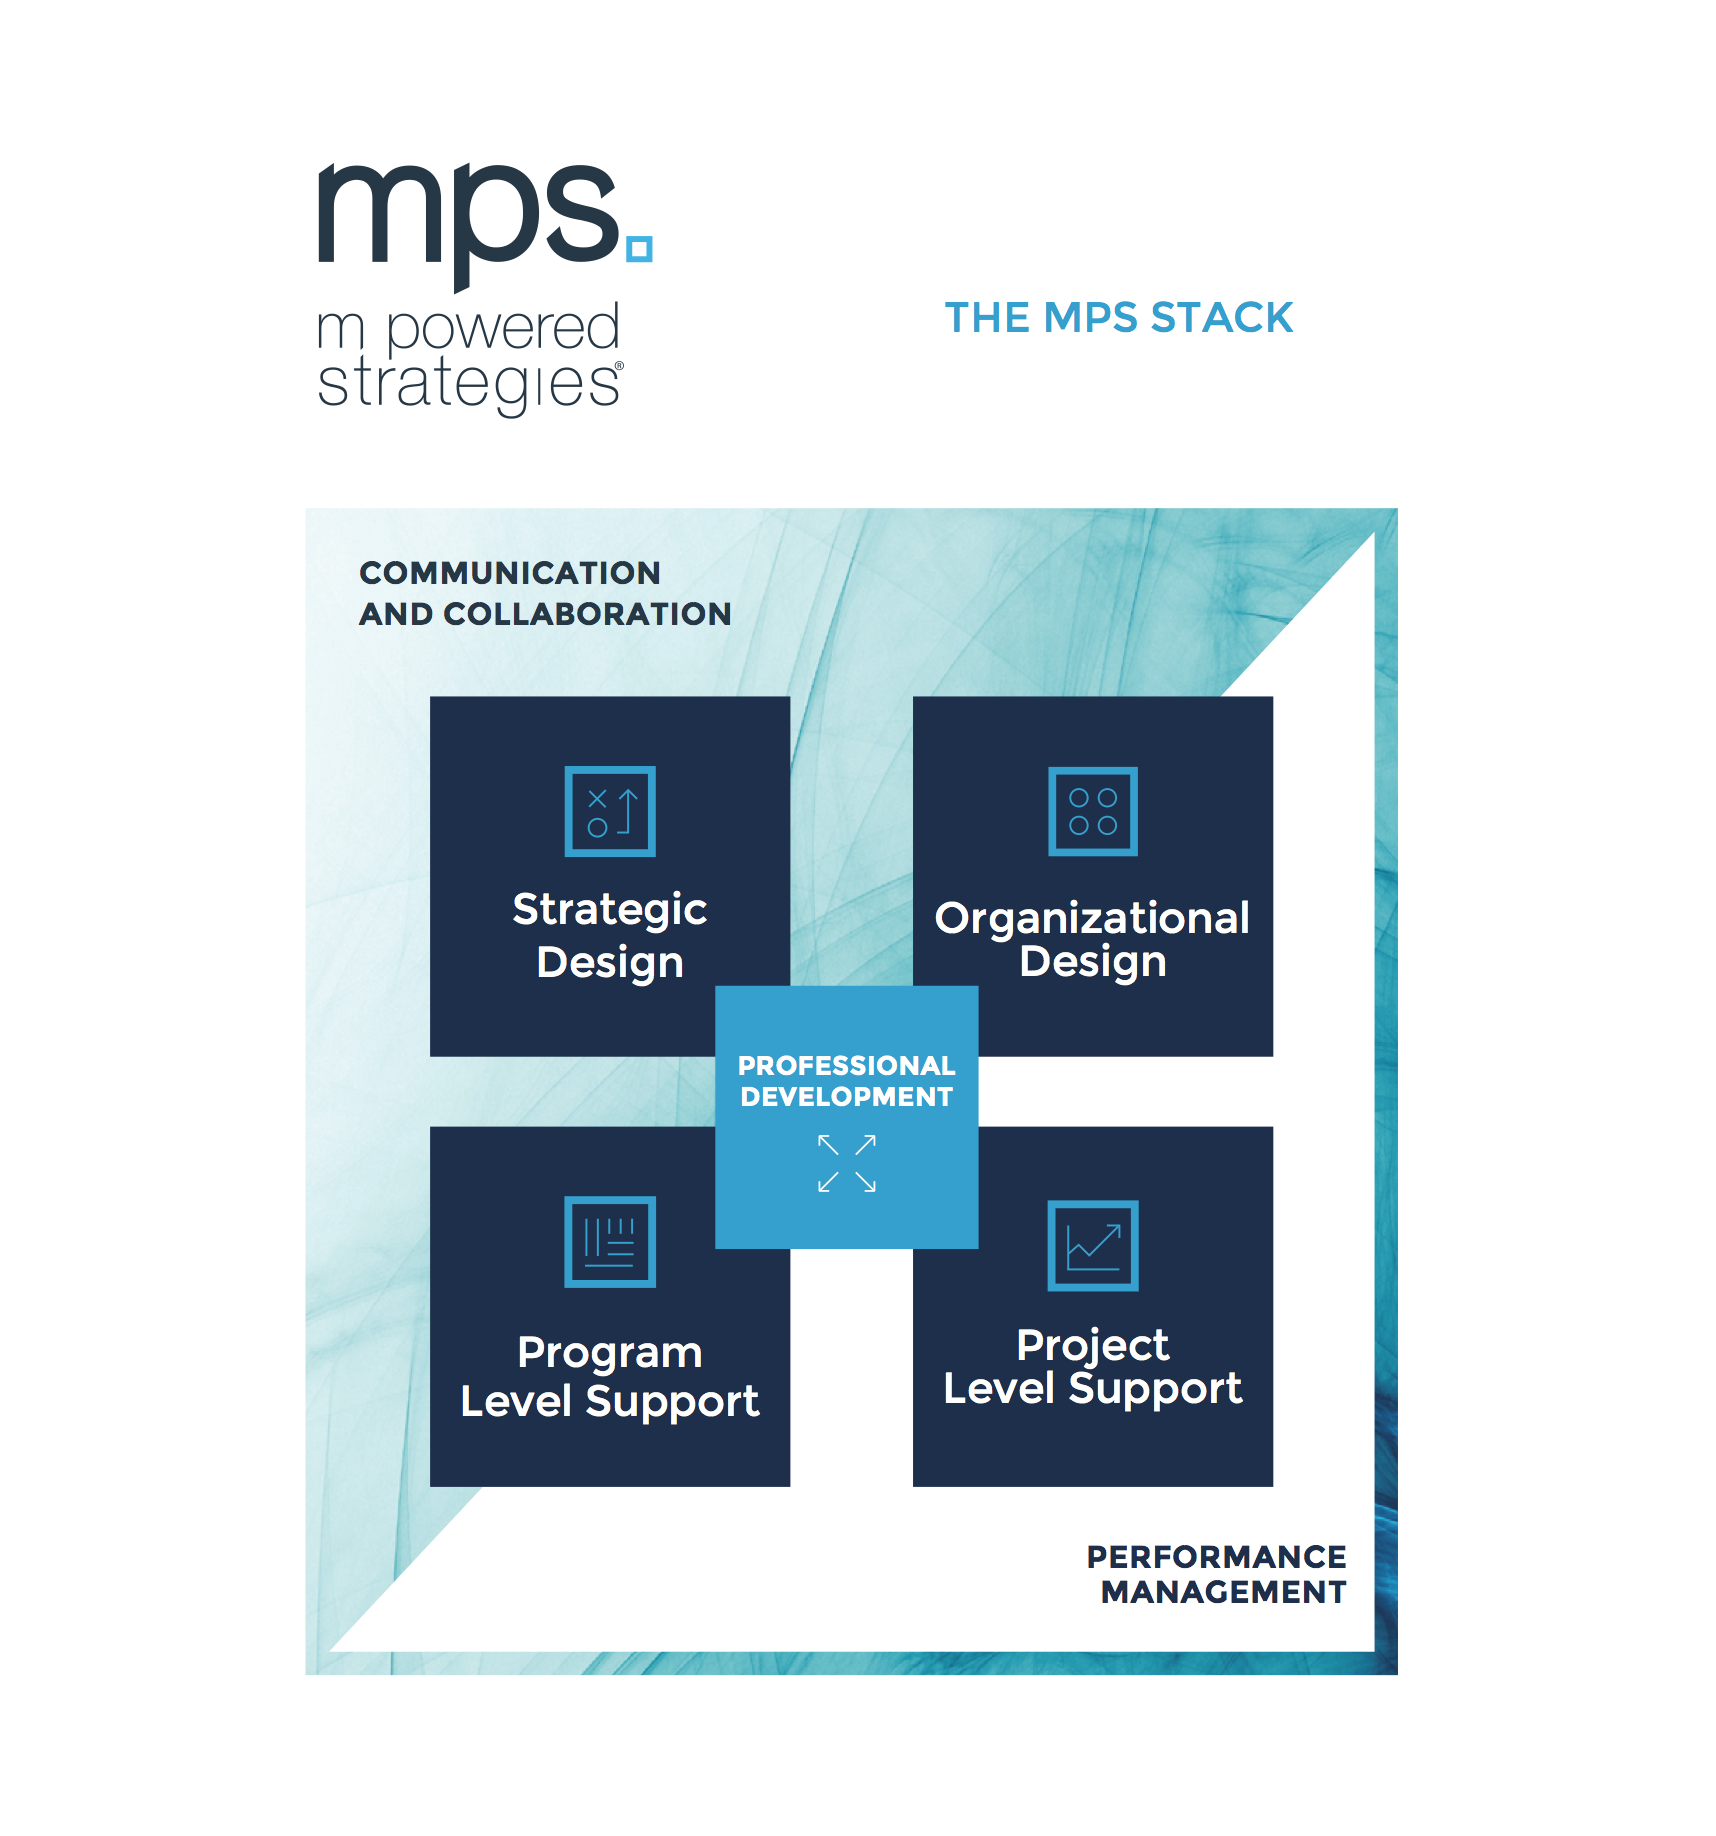 mps.
m powered
strategies®
THE MPS STACK
COMMUNICATION
AND COLLABORATION
Strategic
Design
Organizational
Design
PROFESSIONAL
DEVELOPMENT
Program
Level Support
Project
Level Support
PERFORMANCE
MANAGEMENT